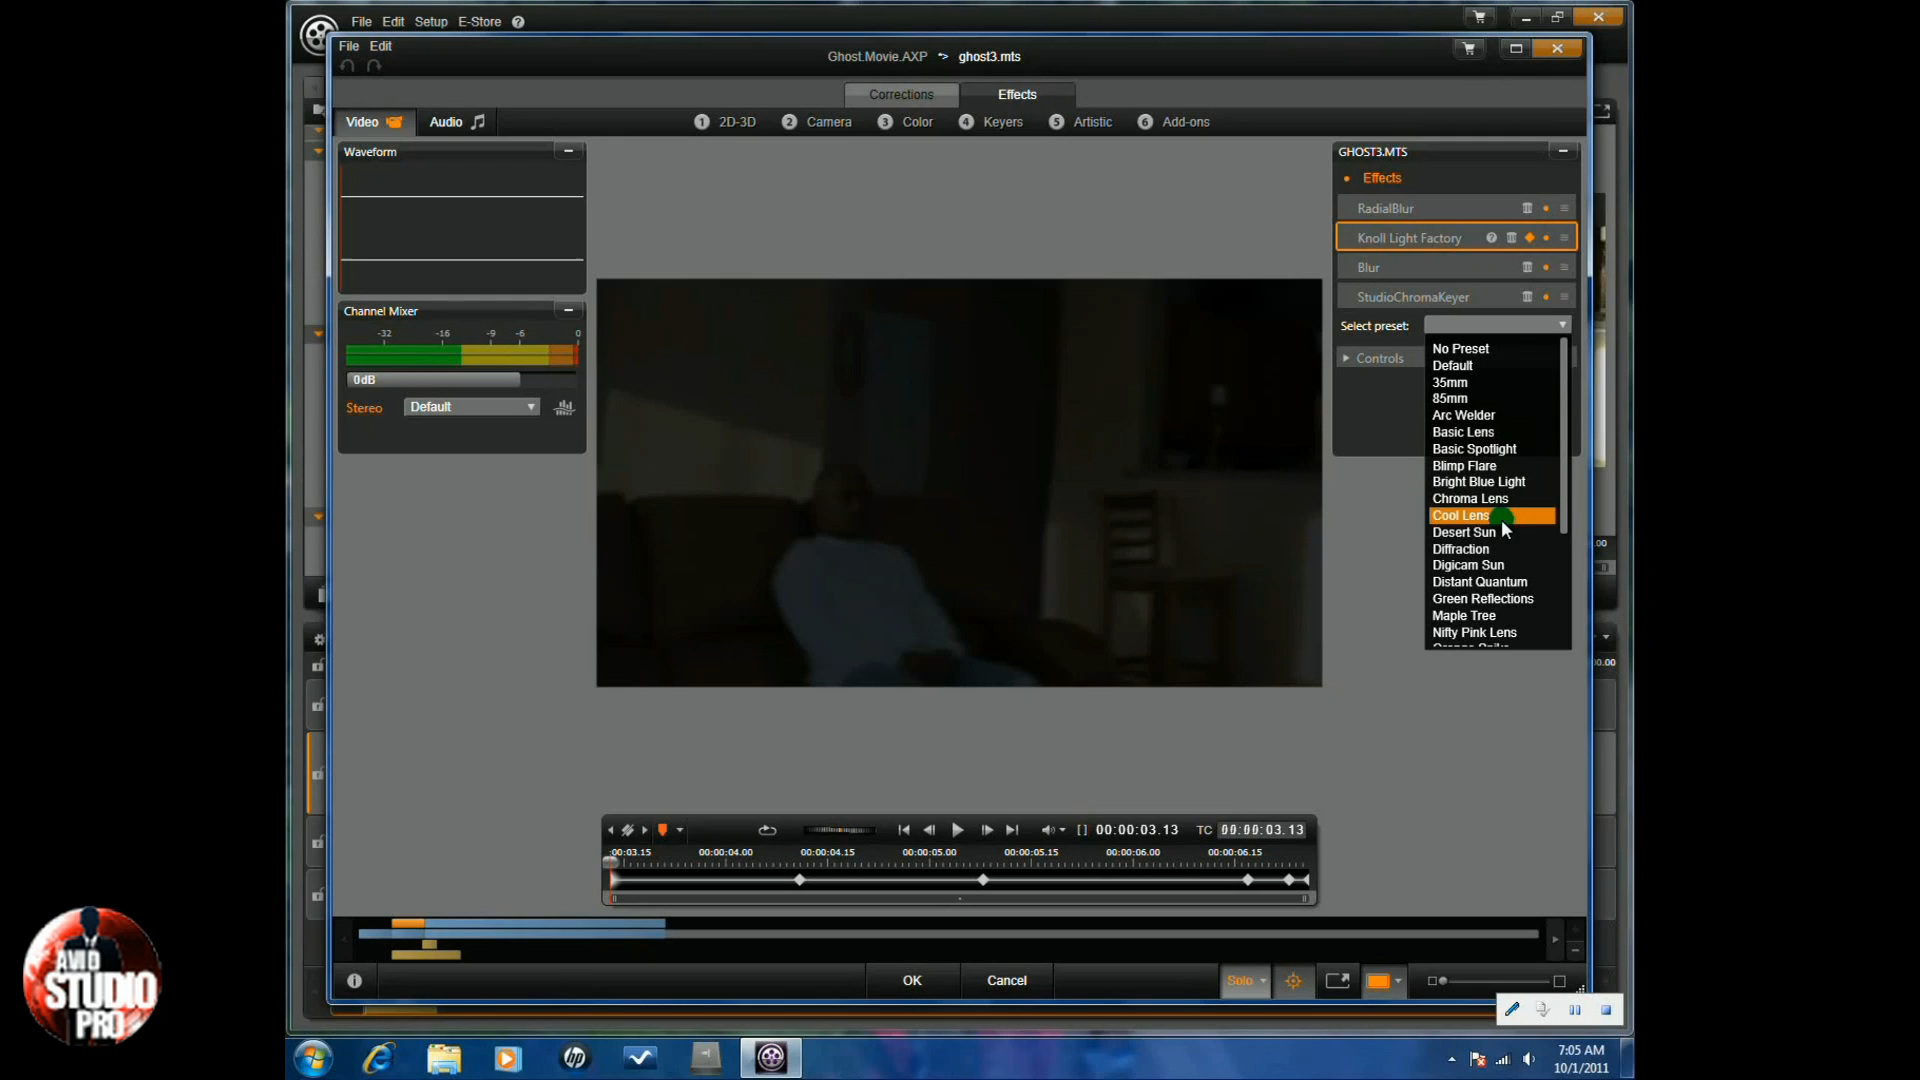 File Edit Setup E-Store ?
File Edit
Ghost.Movie.AXP ghost3.mts
Corrections Effects
Video Audio 1 2D-3D 2 Camera 3 Color 4 Keyers 5 Artistic 6 Add-ons
Waveform
GHOST3.MTS
Effects
RadialBlur
Knoll Light Factory ?
Blur
StudioChromaKeyer
Channel Mixer
-32 -16 -9 -6 0
0dB
Stereo Default
Select preset:
Controls
No Preset
Default
35mm
85mm
Arc Welder
Basic Lens
Basic Spotlight
Blimp Flare
Bright Blue Light
Chroma Lens
Cool Lens
Desert Sun
Diffraction
Digicam Sun
Distant Quantum
Green Reflections
Maple Tree
Nifty Pink Lens
[ ] 00:00:03.13 TC 00:00:03.13
:00:03.15 00:00:04.00 00:00:04.15 00:00:05.00 00:00:05.15 00:00:06.00 00:00:06.15
OK Cancel Solo
AVID
STUDIO
PRO
hp
7:05 AM
10/1/2011